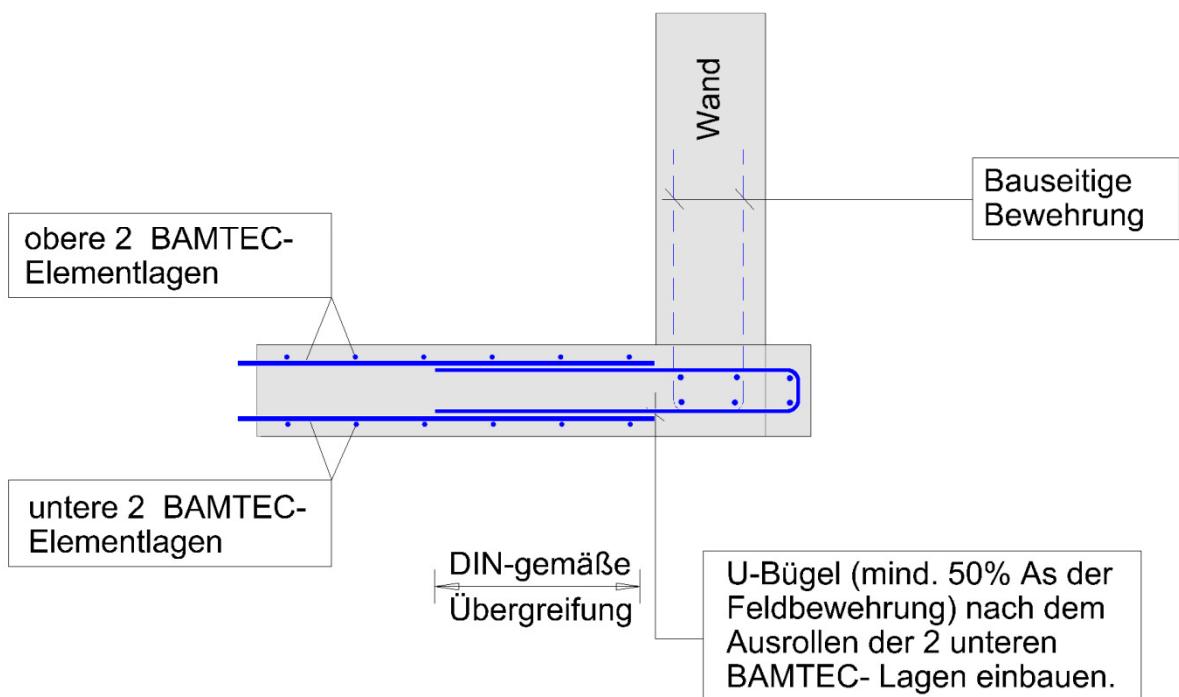 Wand
Bauseitige
Bewehrung
obere 2 BAMTEC-
Elementlagen
untere 2 BAMTEC-
Elementlagen
DIN-gemäße
Übergreifung
U-Bügel (mind. 50% As der
Feldbewehrung) nach dem
Ausrollen der 2 unteren
BAMTEC- Lagen einbauen.